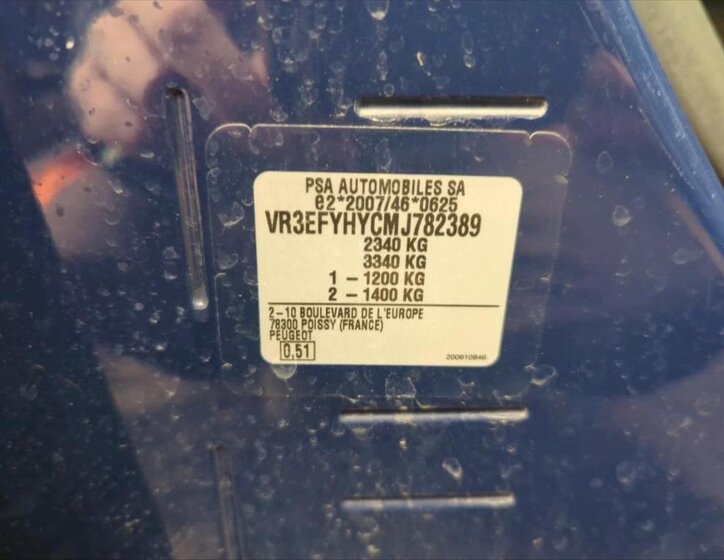 PSA AUTOMOBILES SA
e2*2007/46*0625
VR3EFYHYCMJ782389
2340 KG
3340 KG
1 – 1200 KG
2 – 1400 KG
2–10 BOULEVARD DE L'EUROPE
78300 POISSY (FRANCE)
PEUGEOT
0,51
200610846